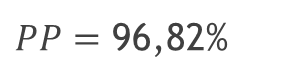 PP = 96,82%